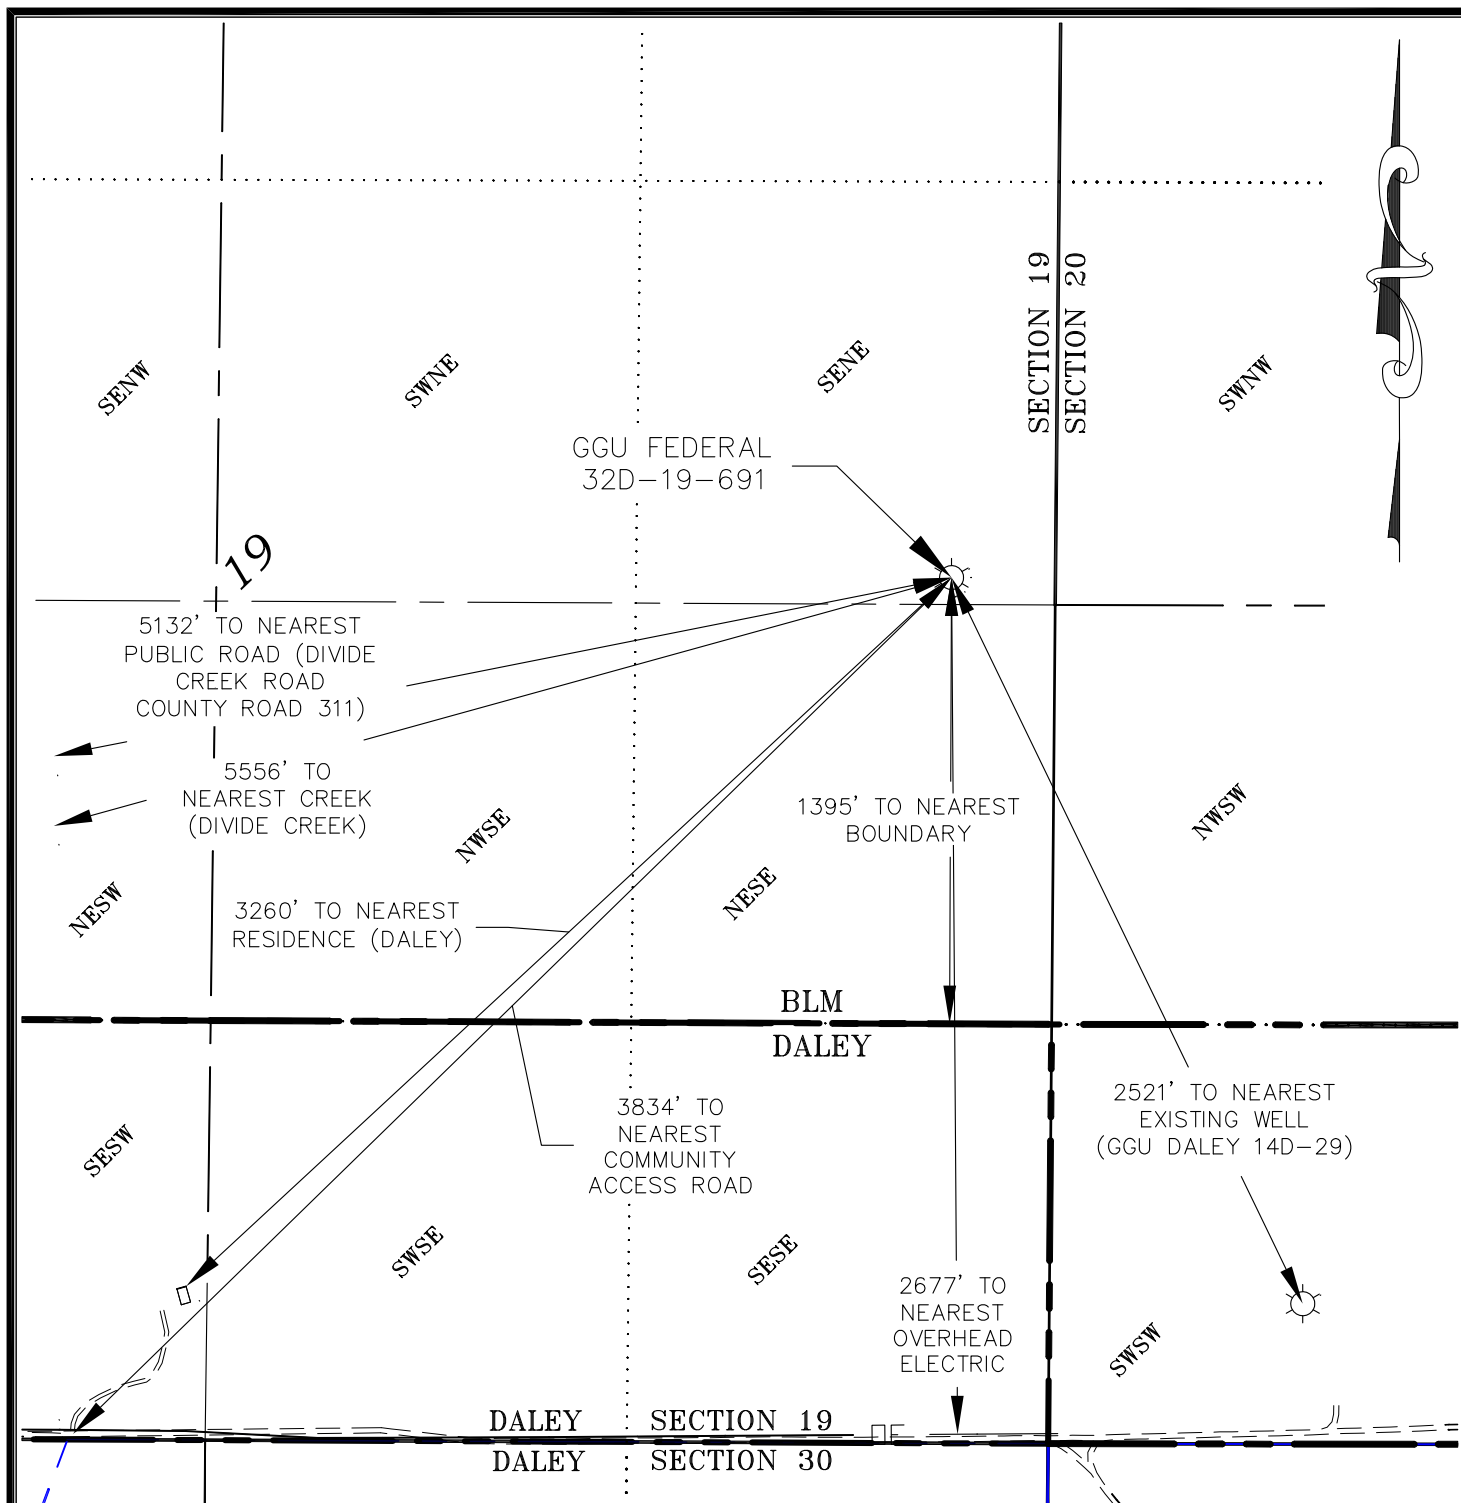 SECTION 19
SECTION 20
SENW
SWNE
SENE
SWNW
GGU FEDERAL
32D-19-691
19
5132' TO NEAREST
PUBLIC ROAD (DIVIDE
CREEK ROAD
COUNTY ROAD 311)
5556' TO
NEAREST CREEK
(DIVIDE CREEK)
1395' TO NEAREST
BOUNDARY
NWSE
NWSW
NESW
NESE
3260' TO NEAREST
RESIDENCE (DALEY)
BLM
DALEY
3834' TO
NEAREST
COMMUNITY
ACCESS ROAD
2521' TO NEAREST
EXISTING WELL
(GGU DALEY 14D-29)
SESW
SWSE
SESE
2677' TO
NEAREST
OVERHEAD
ELECTRIC
SWSW
DALEY SECTION 19
DALEY SECTION 30